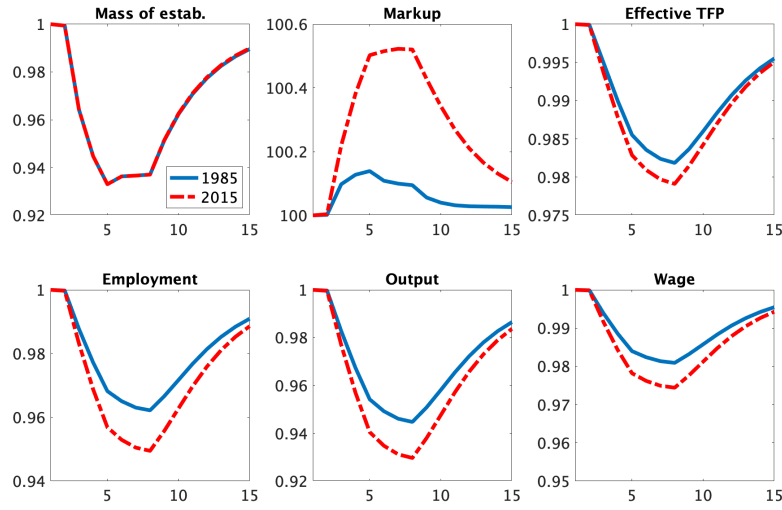 Mass of estab. Markup Effective TFP
1 100.6 1
0.98 0.995
100.4 0.99
0.96
0.985
0.94 100.2
1985 0.98
2015
0.92 100 0.975
5 10 15 5 10 15 5 10 15
Employment Output Wage
1 1 1
0.98 0.99
0.98
0.96 0.98
0.96 0.97
0.94
0.96
0.94 0.92 0.95
5 10 15 5 10 15 5 10 15